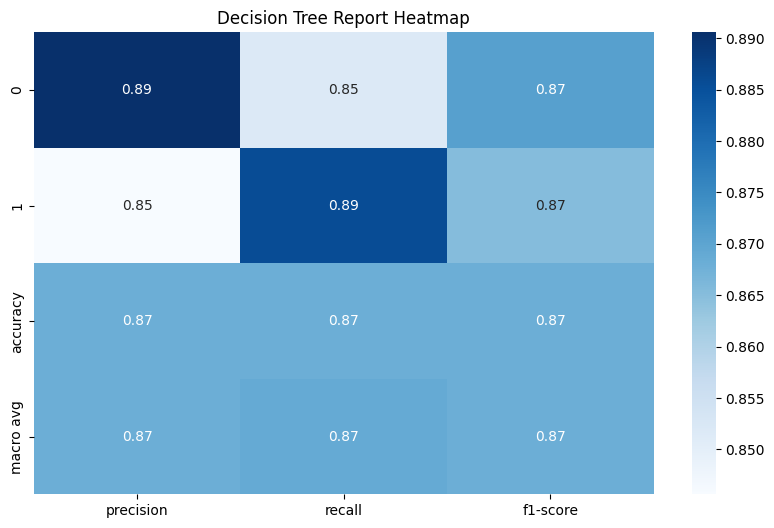 Decision Tree Report Heatmap
0 0.89 0.85 0.87
1 0.85 0.89 0.87
accuracy 0.87 0.87 0.87
macro avg 0.87 0.87 0.87
precision recall f1-score
0.890
0.885
0.880
0.875
0.870
0.865
0.860
0.855
0.850